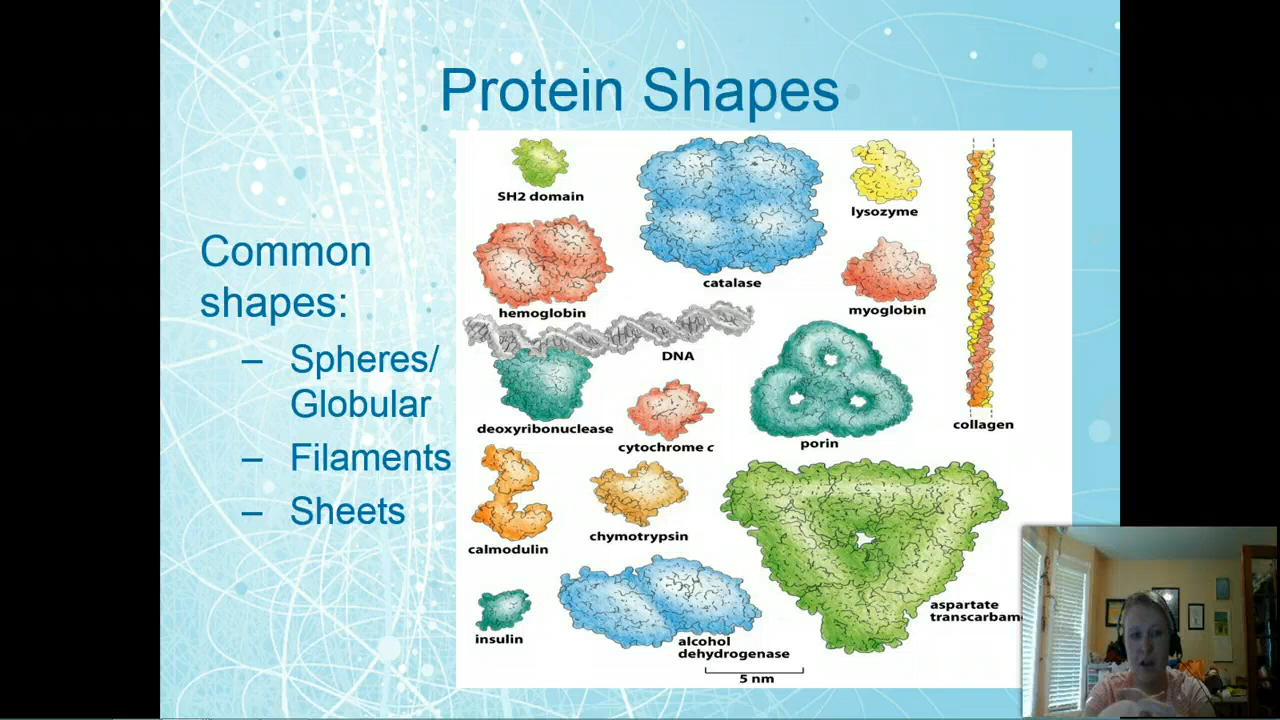 Protein Shapes
Common
shapes:
– Spheres/
Globular
– Filaments
– Sheets
SH2 domain
catalase
lysozyme
hemoglobin
myoglobin
DNA
deoxyribonuclease
cytochrome c
porin
collagen
calmodulin
chymotrypsin
insulin
alcohol
dehydrogenase
aspartate
transcarbam
5 nm